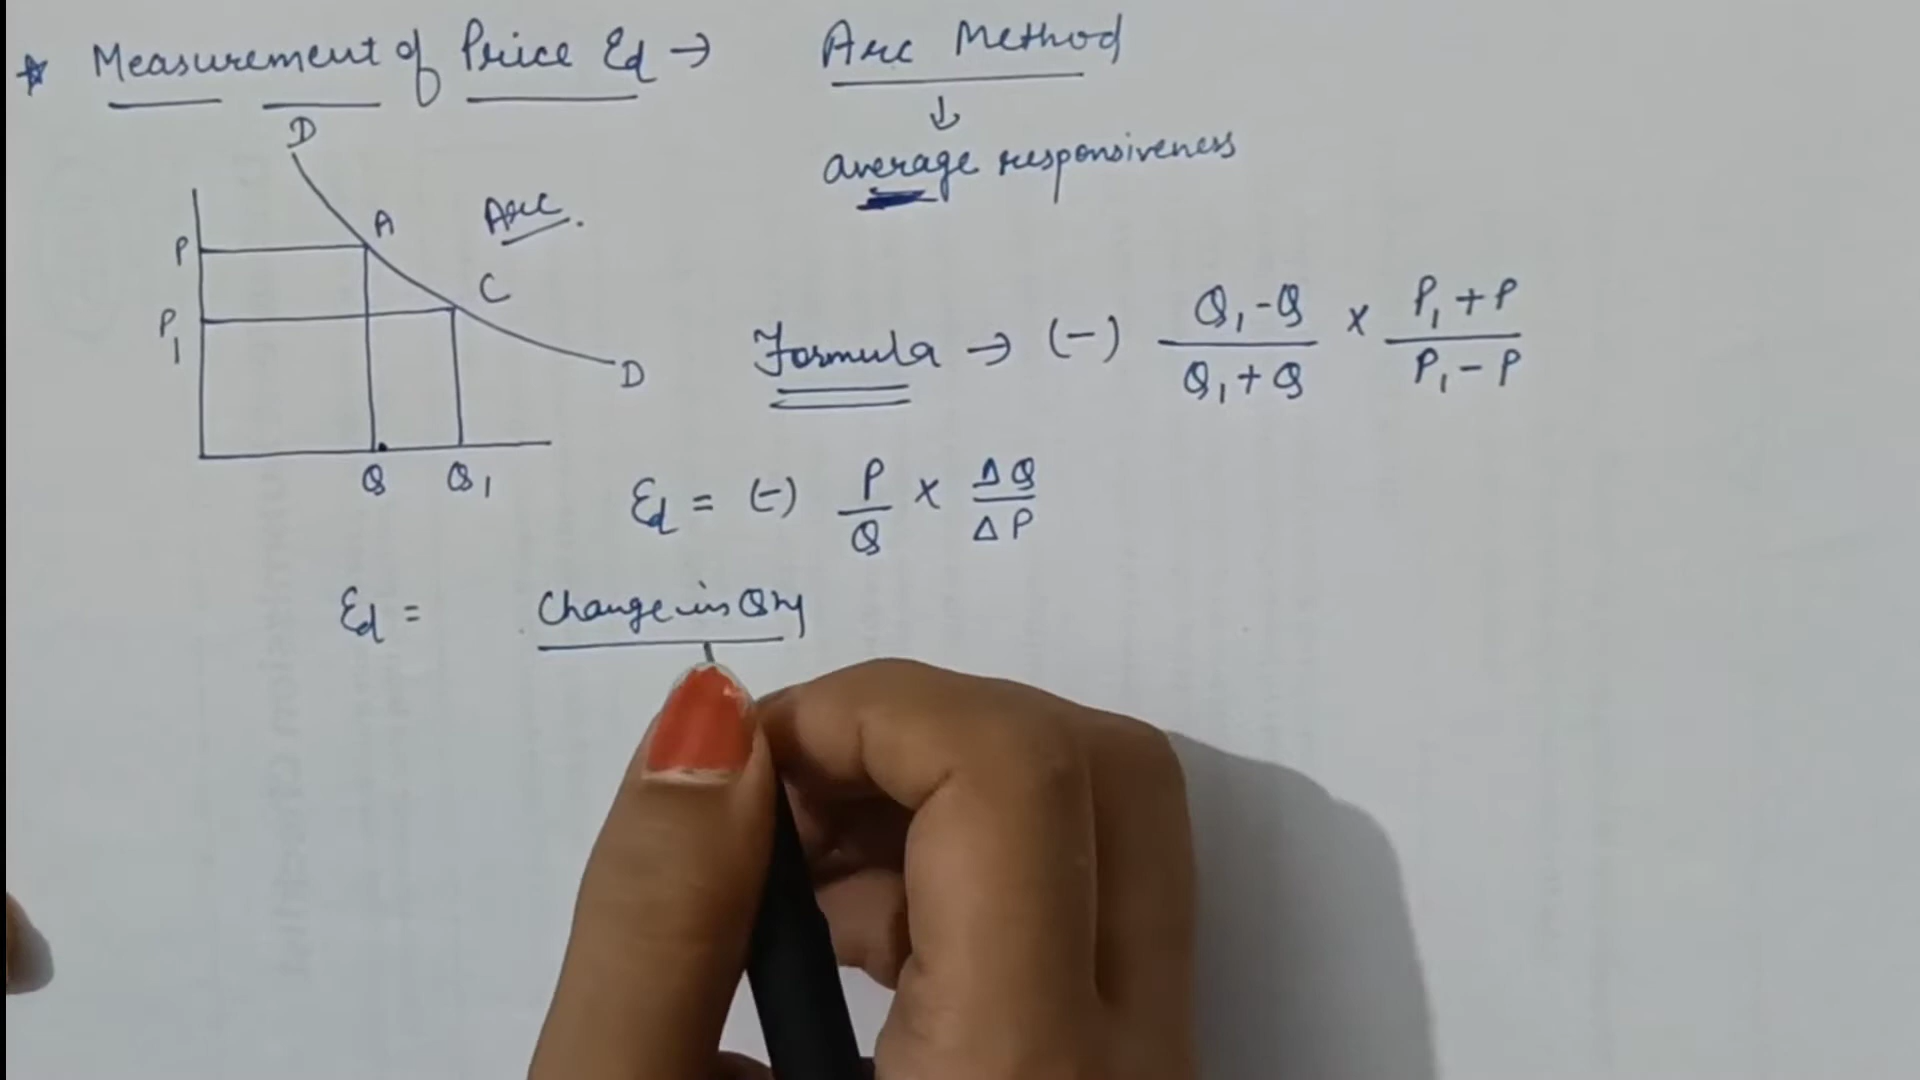 * Measurement of Price Ed → Arc Method
↓
average responsiveness
D
A
Arc.
P
C
P1
D
Formula → (-) Q1-Q / Q1+Q × P1+P / P1-P
Q Q1
Ed = (-) P/Q × ΔQ/ΔP
Ed = Change in Qty